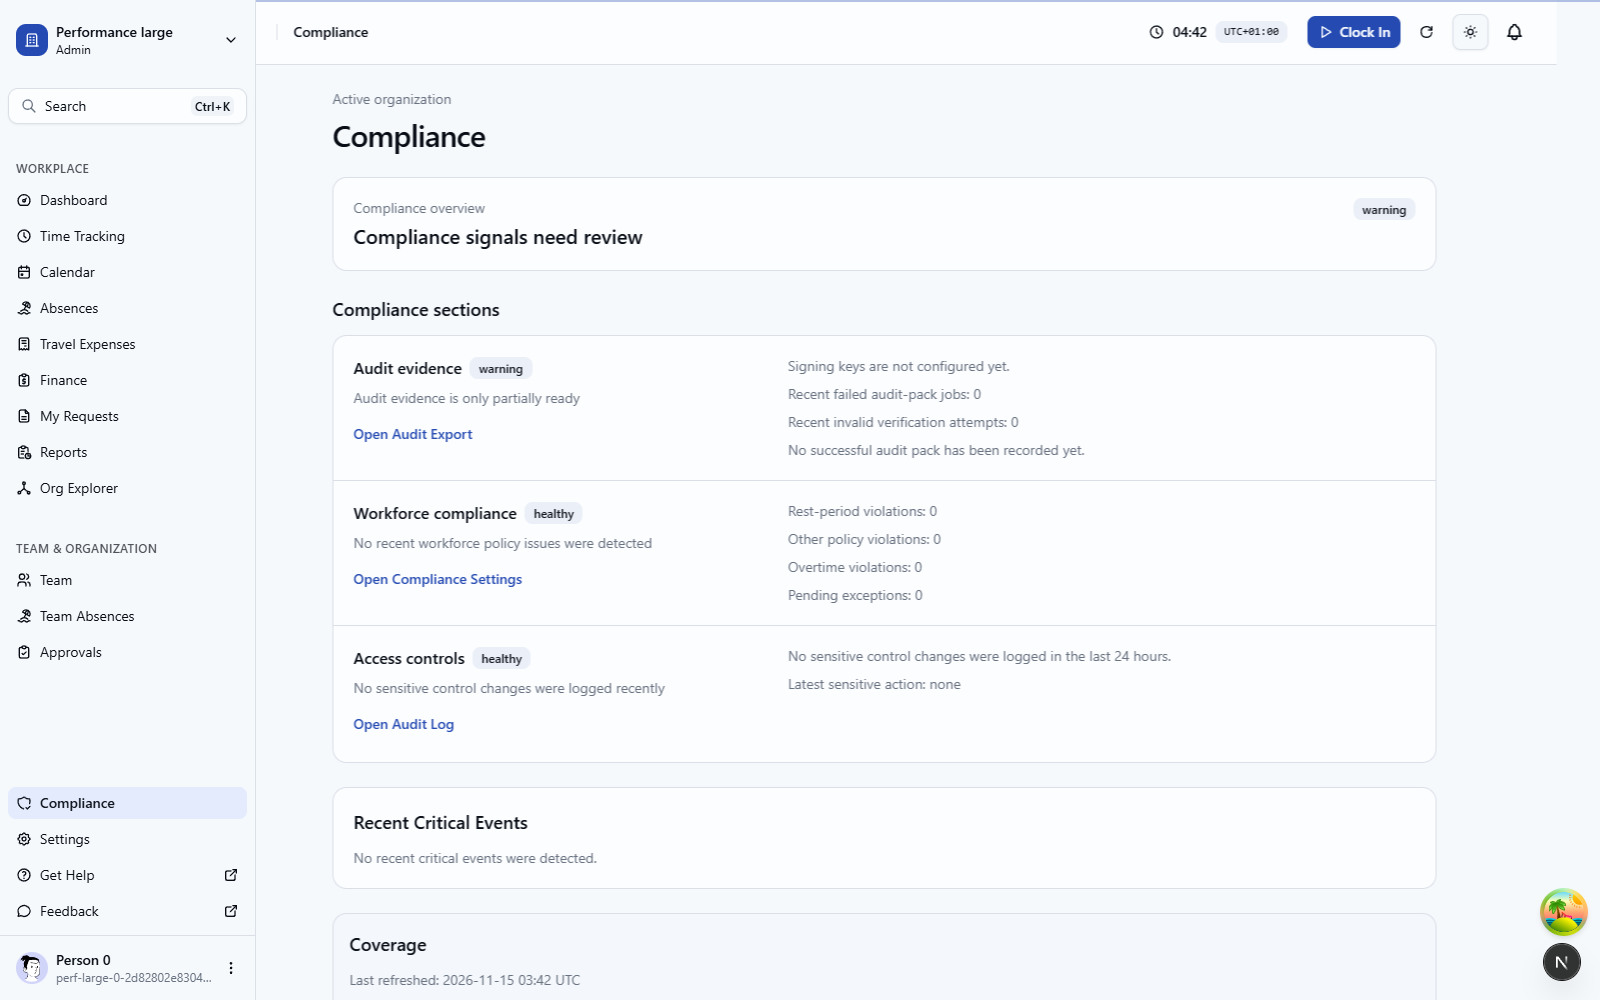 Performance large
Admin
Search
Ctrl+K
WORKPLACE
Dashboard
Time Tracking
Calendar
Absences
Travel Expenses
Finance
My Requests
Reports
Org Explorer
TEAM & ORGANIZATION
Team
Team Absences
Approvals
Compliance
Settings
Get Help
Feedback
Person 0
perf-large-0-2d82802e8304...
Compliance
04:42 UTC+01:00
Clock In
Active organization
Compliance
Compliance overview
warning
Compliance signals need review
Compliance sections
Audit evidence warning
Audit evidence is only partially ready
Open Audit Export
Signing keys are not configured yet.
Recent failed audit-pack jobs: 0
Recent invalid verification attempts: 0
No successful audit pack has been recorded yet.
Workforce compliance healthy
No recent workforce policy issues were detected
Open Compliance Settings
Rest-period violations: 0
Other policy violations: 0
Overtime violations: 0
Pending exceptions: 0
Access controls healthy
No sensitive control changes were logged recently
Open Audit Log
No sensitive control changes were logged in the last 24 hours.
Latest sensitive action: none
Recent Critical Events
No recent critical events were detected.
Coverage
Last refreshed: 2026-11-15 03:42 UTC
N